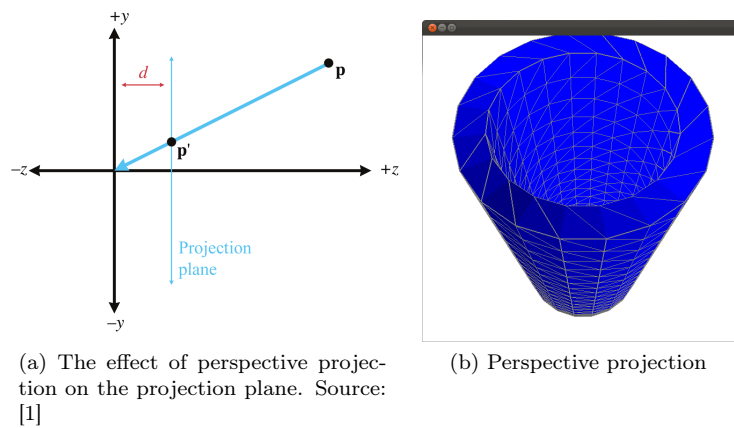 +y
d
p
p'
−z
+z
Projection
plane
−y
(a) The effect of perspective projec-
tion on the projection plane. Source:
[1]
(b) Perspective projection